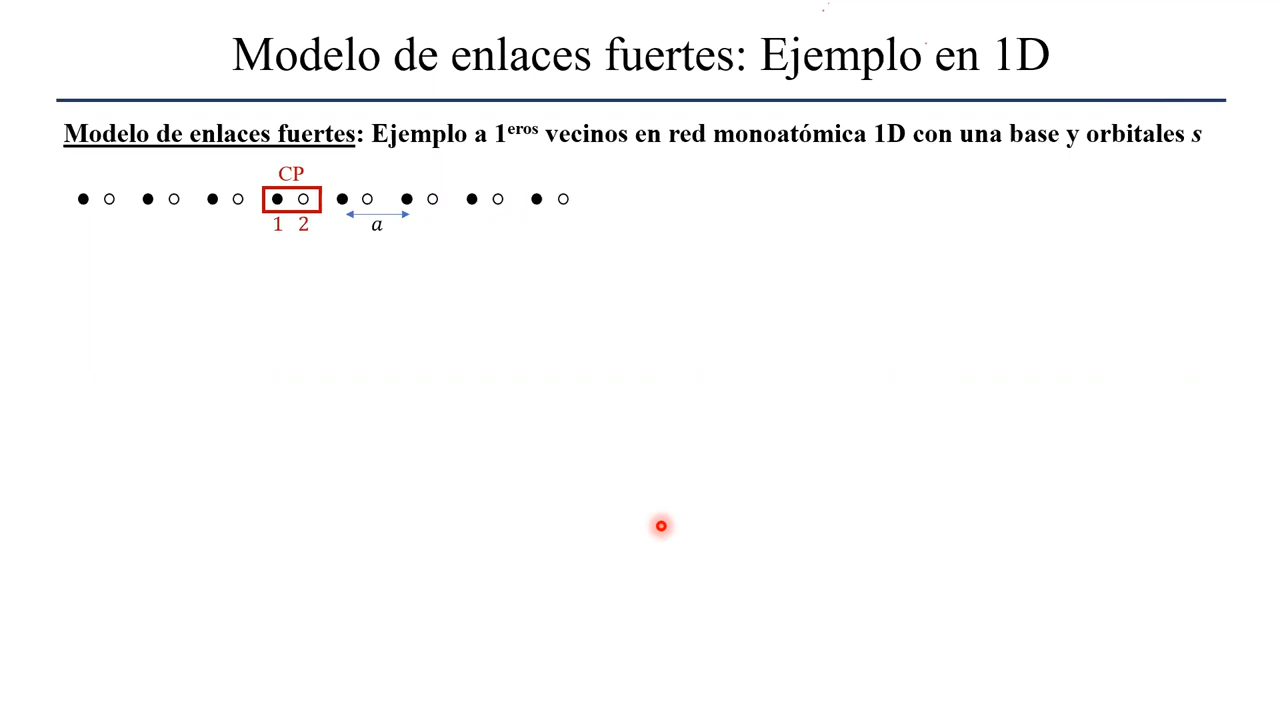 Modelo de enlaces fuertes: Ejemplo en 1D
Modelo de enlaces fuertes: Ejemplo a 1eros vecinos en red monoatómica 1D con una base y orbitales s
CP
1 2
a